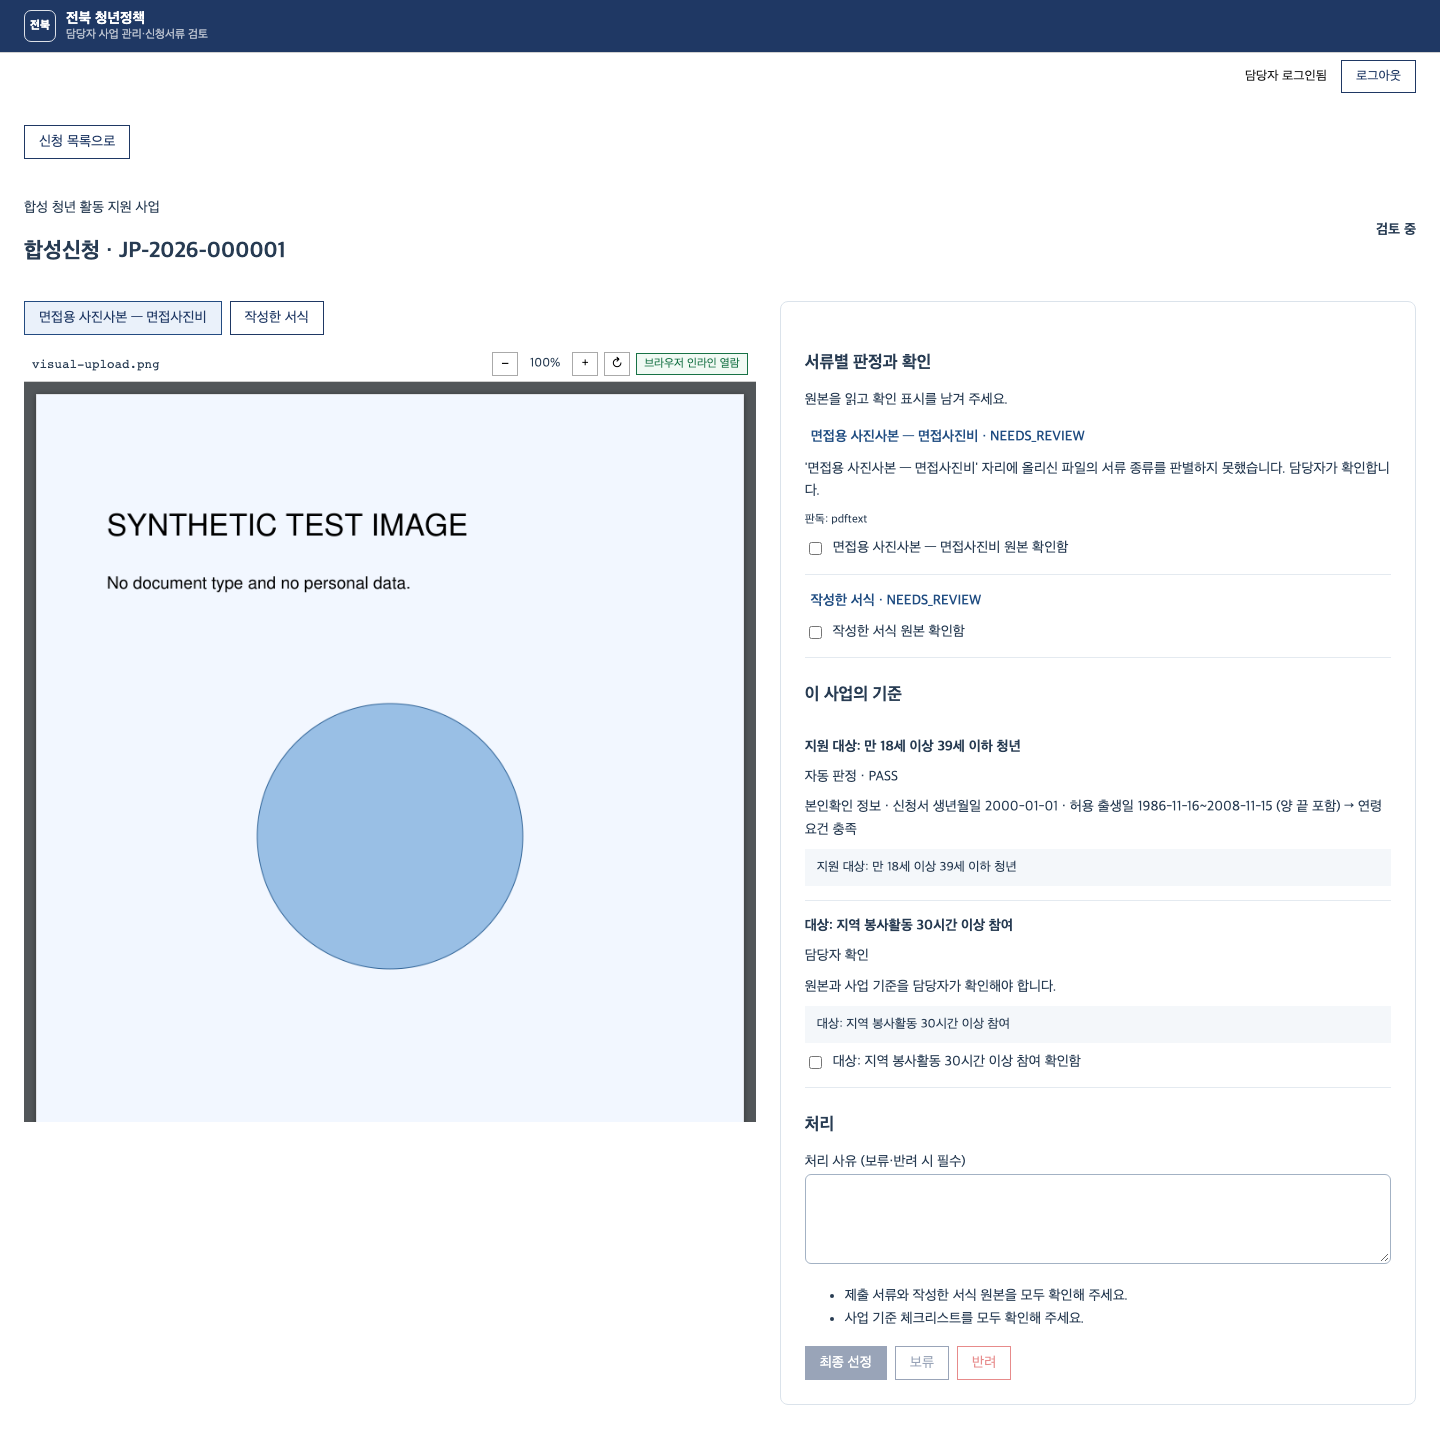 전북
전북 청년정책
담당자 사업 관리·신청서류 검토
담당자 로그인됨
로그아웃
신청 목록으로
합성 청년 활동 지원 사업
합성신청 · JP-2026-000001
검토 중
면접용 사진사본 — 면접사진비
작성한 서식
visual-upload.png
−
100%
+
↻
브라우저 인라인 열람
SYNTHETIC TEST IMAGE
No document type and no personal data.
서류별 판정과 확인
원본을 읽고 확인 표시를 남겨 주세요.
면접용 사진사본 — 면접사진비 · NEEDS_REVIEW
'면접용 사진사본 — 면접사진비' 자리에 올리신 파일의 서류 종류를 판별하지 못했습니다. 담당자가 확인합니
다.
판독: pdftext
면접용 사진사본 — 면접사진비 원본 확인함
작성한 서식 · NEEDS_REVIEW
작성한 서식 원본 확인함
이 사업의 기준
지원 대상: 만 18세 이상 39세 이하 청년
자동 판정 · PASS
본인확인 정보 · 신청서 생년월일 2000-01-01 · 허용 출생일 1986-11-16~2008-11-15 (양 끝 포함) → 연령
요건 충족
지원 대상: 만 18세 이상 39세 이하 청년
대상: 지역 봉사활동 30시간 이상 참여
담당자 확인
원본과 사업 기준을 담당자가 확인해야 합니다.
대상: 지역 봉사활동 30시간 이상 참여
대상: 지역 봉사활동 30시간 이상 참여 확인함
처리
처리 사유 (보류·반려 시 필수)
• 제출 서류와 작성한 서식 원본을 모두 확인해 주세요.
• 사업 기준 체크리스트를 모두 확인해 주세요.
최종 선정
보류
반려